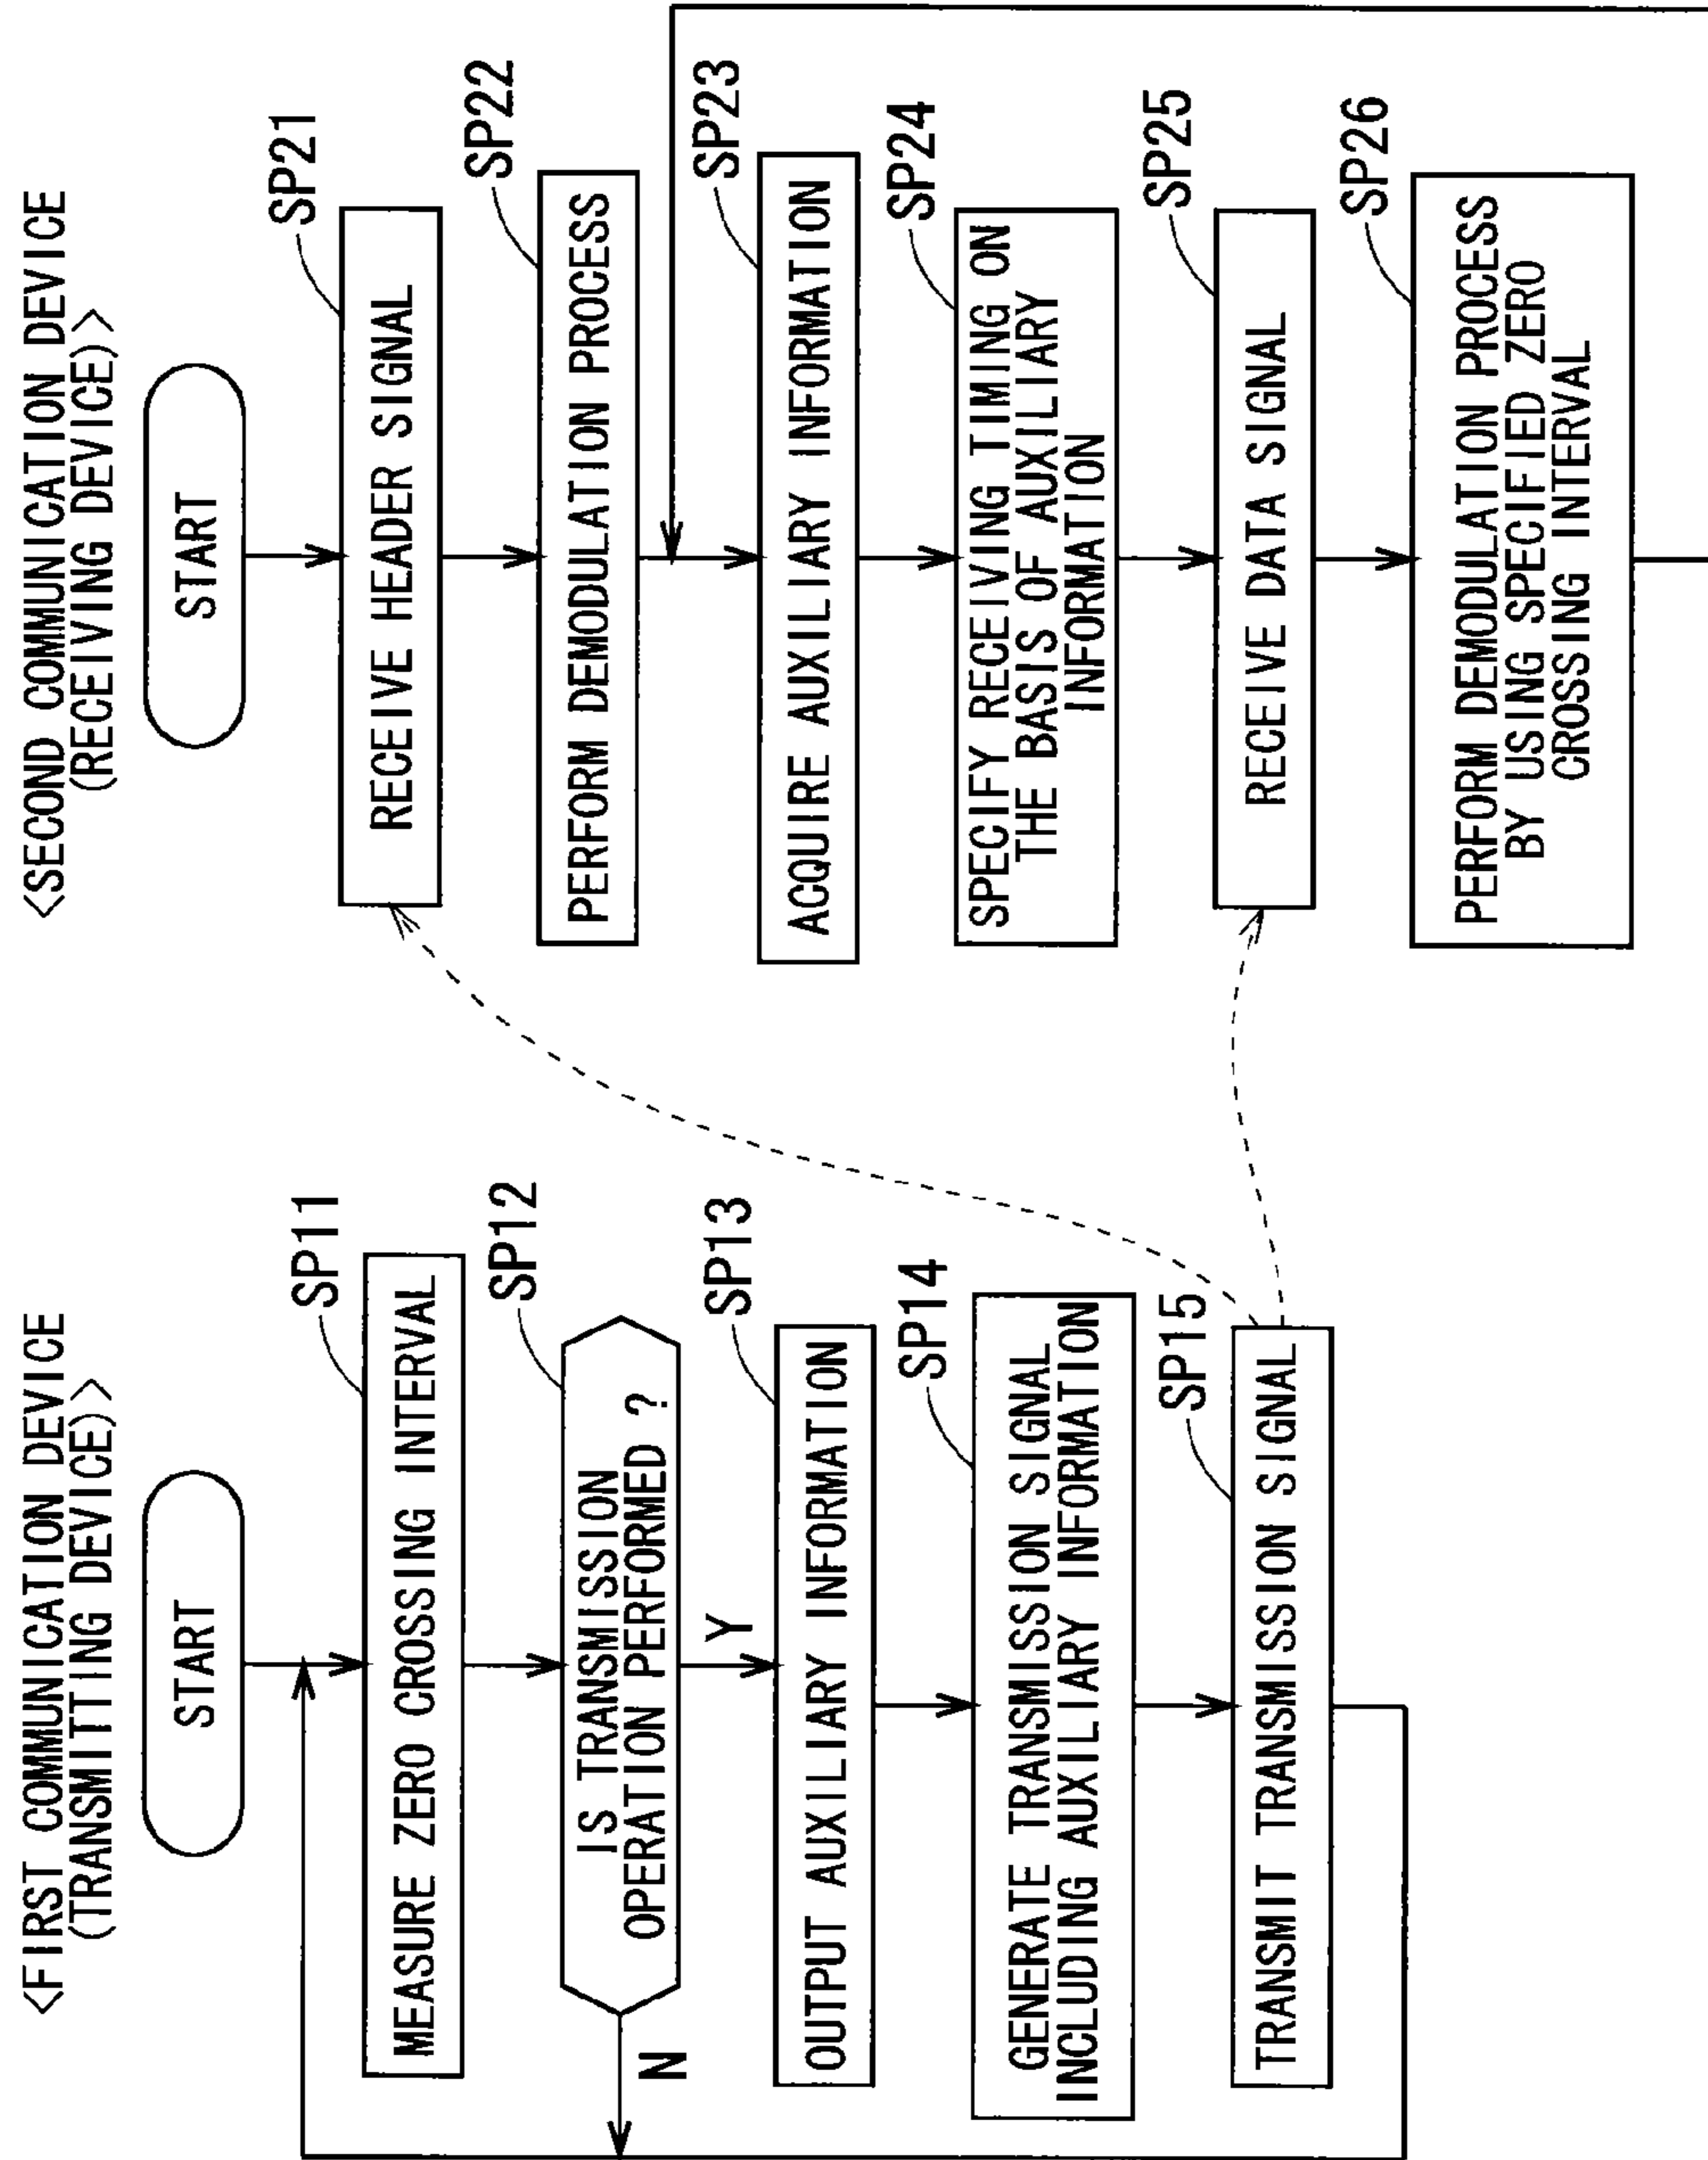 <FIRST COMMUNICATION DEVICE
(TRANSMITTING DEVICE)>
START
SP11
MEASURE ZERO CROSSING INTERVAL
SP12
IS TRANSMISSION
OPERATION PERFORMED ?
N
Y
SP13
OUTPUT AUXILIARY INFORMATION
SP14
GENERATE TRANSMISSION SIGNAL
INCLUDING AUXILIARY INFORMATION
SP15
TRANSMIT TRANSMISSION SIGNAL
<SECOND COMMUNICATION DEVICE
(RECEIVING DEVICE)>
START
SP21
RECEIVE HEADER SIGNAL
SP22
PERFORM DEMODULATION PROCESS
SP23
ACQUIRE AUXILIARY INFORMATION
SP24
SPECIFY RECEIVING TIMING ON
THE BASIS OF AUXILIARY
INFORMATION
SP25
RECEIVE DATA SIGNAL
SP26
PERFORM DEMODULATION PROCESS
BY USING SPECIFIED ZERO
CROSSING INTERVAL